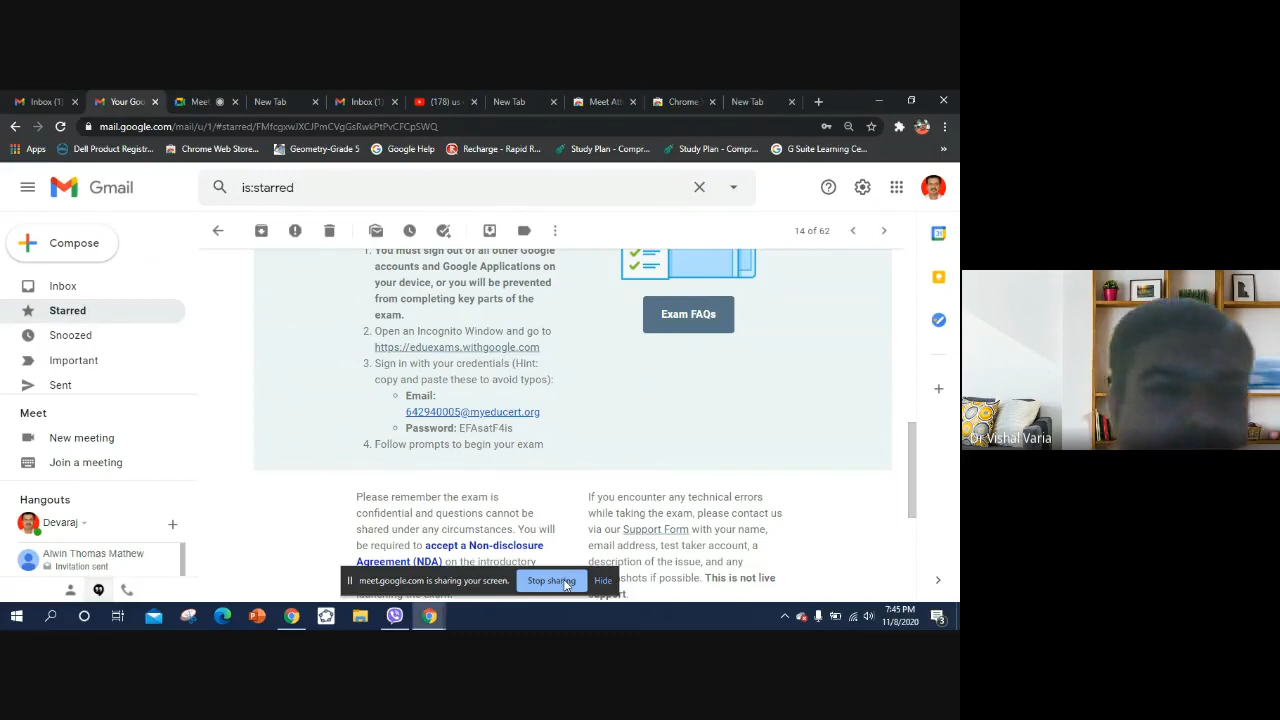 Inbox (1)
Your Goo
Meet
New Tab
Inbox (1)
(178) us
New Tab
Meet Att
Chrome
New Tab
mail.google.com/mail/u/1/#starred/FMfcgxwJXCJPmCVgGsRwkPtPvCFCpSWQ
Apps
Dell Product Registr...
Chrome Web Store...
Geometry-Grade 5
Google Help
Recharge - Rapid R...
Study Plan - Compr...
Study Plan - Compr...
G Suite Learning Ce...
Gmail
is:starred
Compose
14 of 62
Inbox
Starred
Snoozed
Important
Sent
Meet
New meeting
Join a meeting
Hangouts
Devaraj
Alwin Thomas Mathew
Invitation sent
1. You must sign out of all other Google
accounts and Google Applications on
your device, or you will be prevented
from completing key parts of the
exam.
2. Open an Incognito Window and go to
https://eduexams.withgoogle.com
3. Sign in with your credentials (Hint:
copy and paste these to avoid typos):
Email:
642940005@myeducert.org
Password: EFAsatF4is
4. Follow prompts to begin your exam
Exam FAQs
Please remember the exam is
confidential and questions cannot be
shared under any circumstances. You will
be required to accept a Non-disclosure
Agreement (NDA) on the introductory
If you encounter any technical errors
while taking the exam, please contact us
via our Support Form with your name,
email address, test taker account, a
description of the issue, and any
if possible. This is not live
support.
meet.google.com is sharing your screen.
Stop sharing
Hide
7:45 PM
11/8/2020
3
Dr Vishal Varia